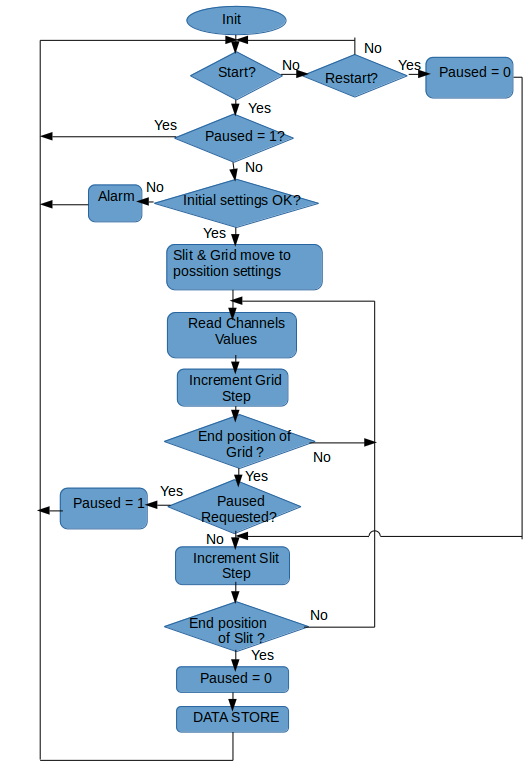 Init
No
Start?
No
Restart?
Yes
Paused = 0
Yes
Yes
Paused = 1?
No
No
Alarm
Initial settings OK?
Yes
Slit & Grid move to
possition settings
Read Channels
Values
Increment Grid
Step
End position of
Grid ?
No
Yes
Yes
Paused = 1
Paused
Requested?
No
Increment Slit
Step
No
End position
of Slit ?
Yes
Paused = 0
DATA STORE